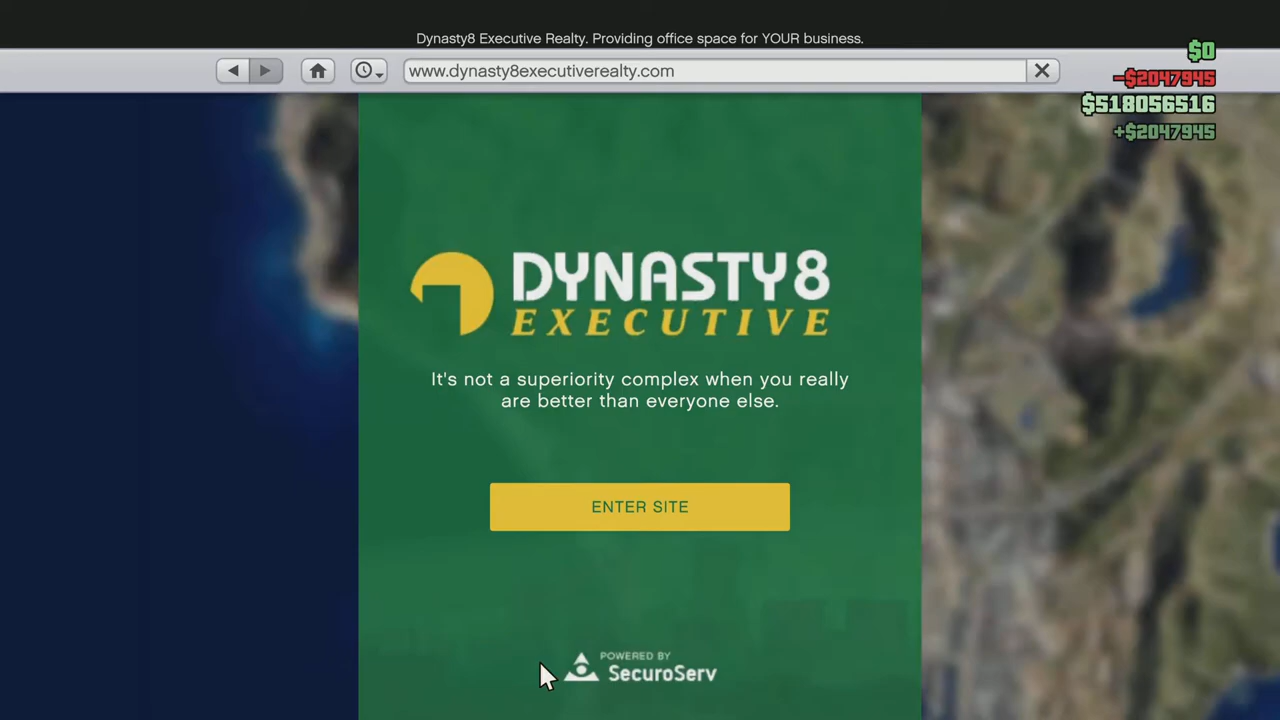 Dynasty8 Executive Realty. Providing office space for YOUR business.
www.dynasty8executiverealty.com
$0
-$2047945
$518056516
+$2047945
DYNASTY8
EXECUTIVE
It's not a superiority complex when you really
are better than everyone else.
ENTER SITE
POWERED BY
SecuroServ